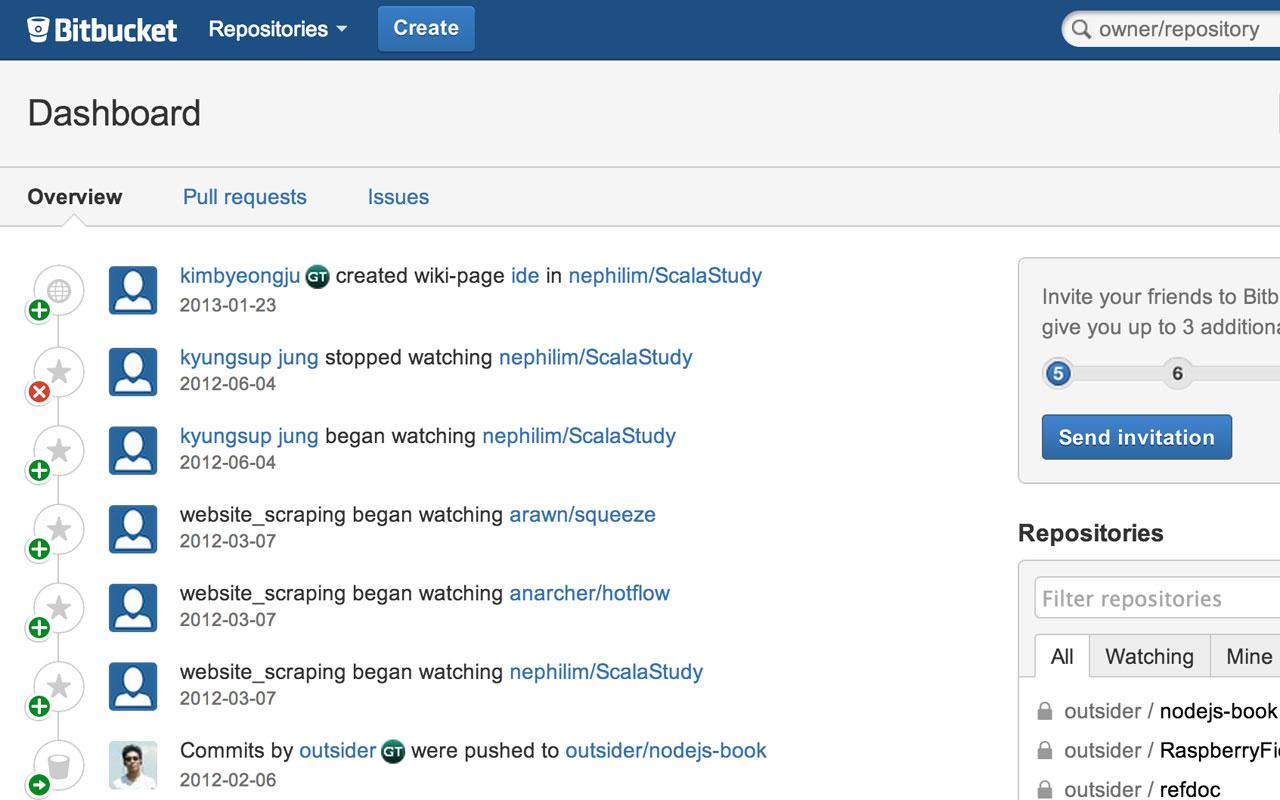 Bitbucket Repositories Create owner/repository
Dashboard
Overview Pull requests Issues
kimbyeongju GT created wiki-page ide in nephilim/ScalaStudy
2013-01-23
kyungsup jung stopped watching nephilim/ScalaStudy
2012-06-04
kyungsup jung began watching nephilim/ScalaStudy
2012-06-04
website_scraping began watching arawn/squeeze
2012-03-07
website_scraping began watching anarcher/hotflow
2012-03-07
website_scraping began watching nephilim/ScalaStudy
2012-03-07
Commits by outsider GT were pushed to outsider/nodejs-book
2012-02-06
Invite your friends to Bitb
give you up to 3 additiona
5 6
Send invitation
Repositories
Filter repositories
All Watching Mine
outsider / nodejs-book
outsider / RaspberryFi
outsider / refdoc